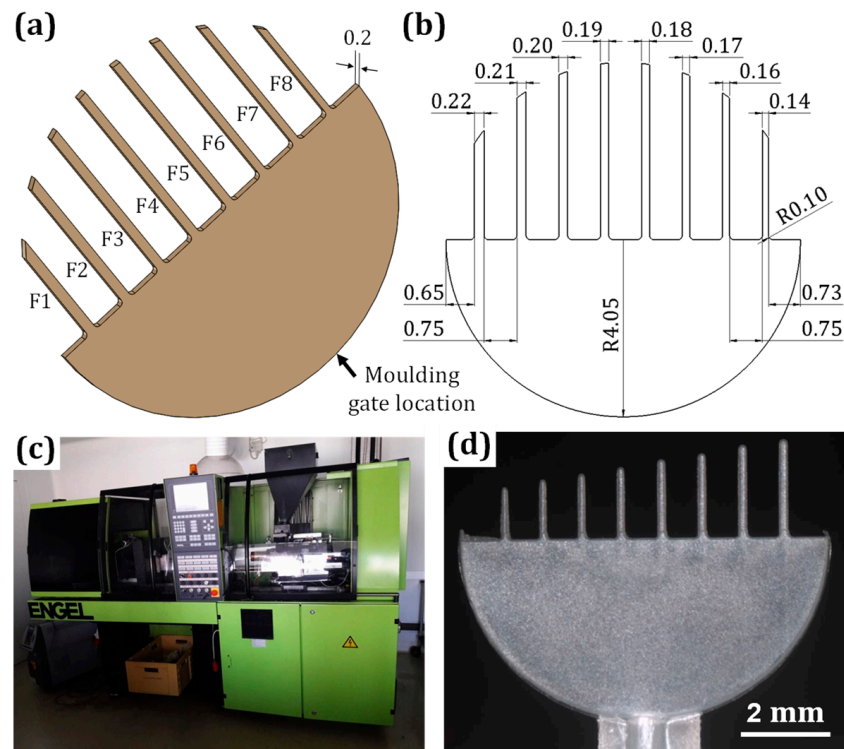 (a)
0.2
F8
F7
F6
F5
F4
F3
F2
F1
Moulding
gate location
(b)
0.19
0.18
0.20
0.17
0.21
0.16
0.22
0.14
R0.10
0.65
0.73
0.75
R4.05
0.75
(c)
ENGEL
(d)
2 mm